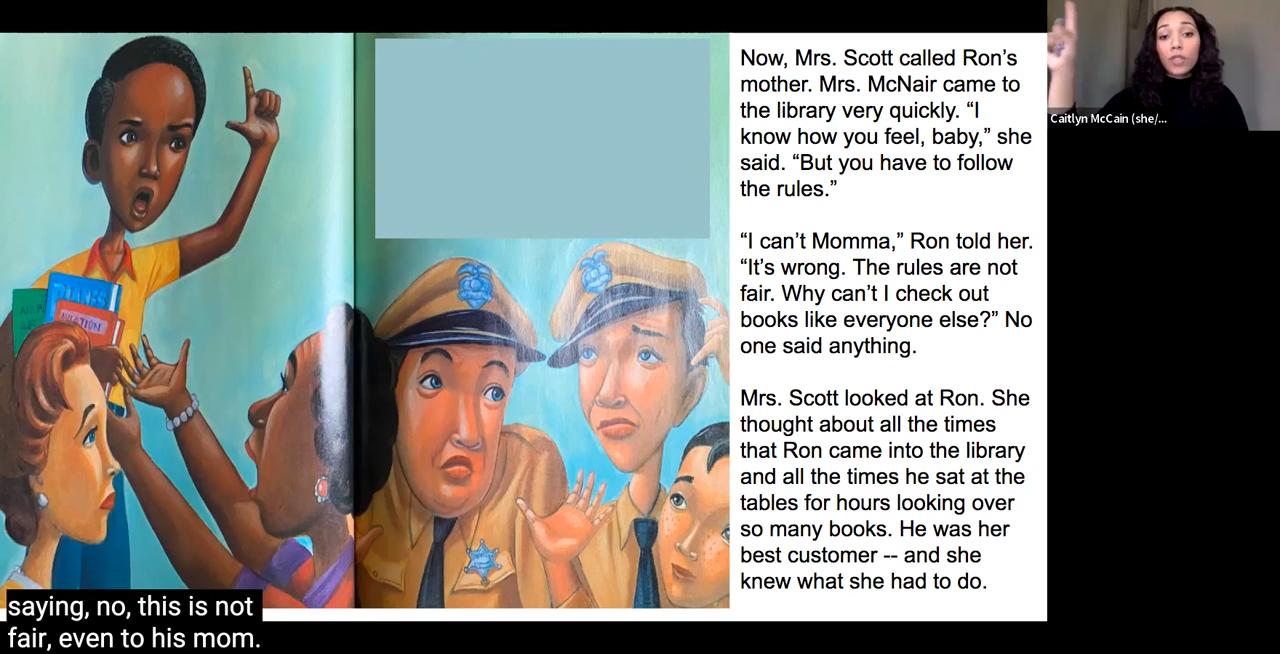 Now, Mrs. Scott called Ron's
mother. Mrs. McNair came to
the library very quickly. “I
know how you feel, baby,” she
said. “But you have to follow
the rules.”
“I can’t Momma,” Ron told her.
“It’s wrong. The rules are not
fair. Why can’t I check out
books like everyone else?” No
one said anything.
Mrs. Scott looked at Ron. She
thought about all the times
that Ron came into the library
and all the times he sat at the
tables for hours looking over
so many books. He was her
best customer -- and she
knew what she had to do.
Caitlyn McCain (she/...
PLANES
AVIATION
saying, no, this is not
fair, even to his mom.